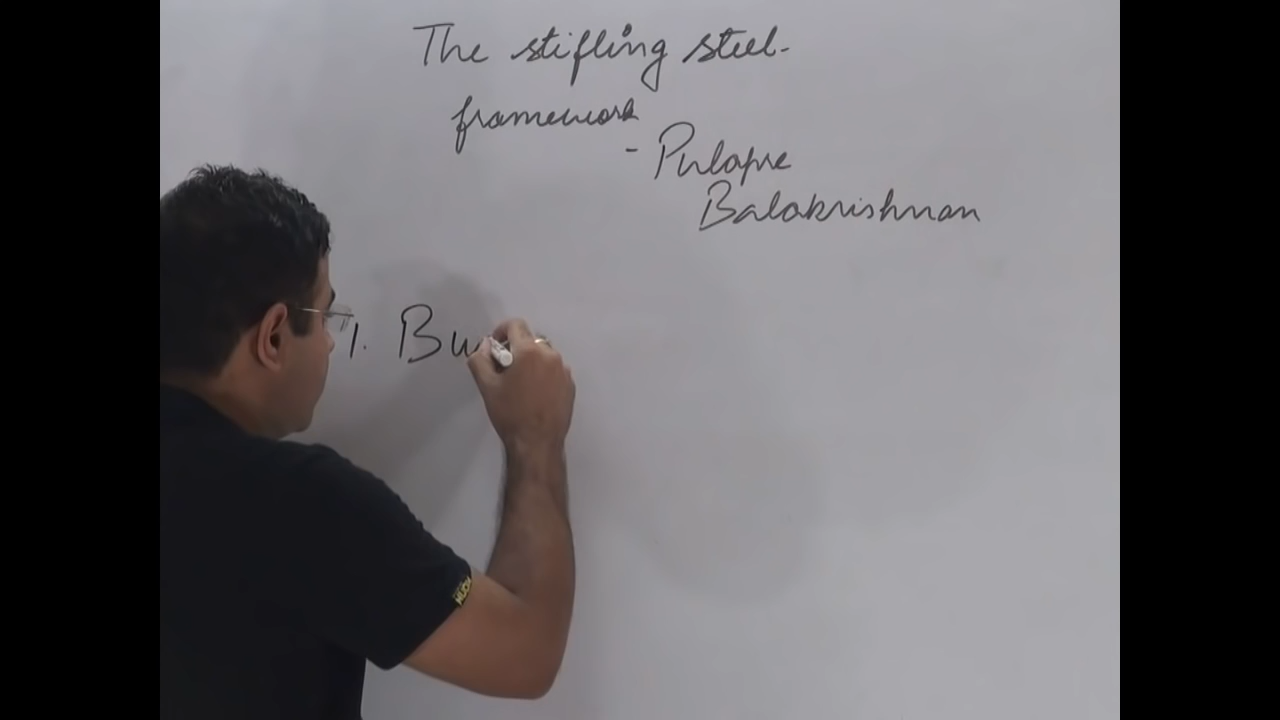 The stifling steel-
framework
- Pulapre
Balakrishnan
1. Bu